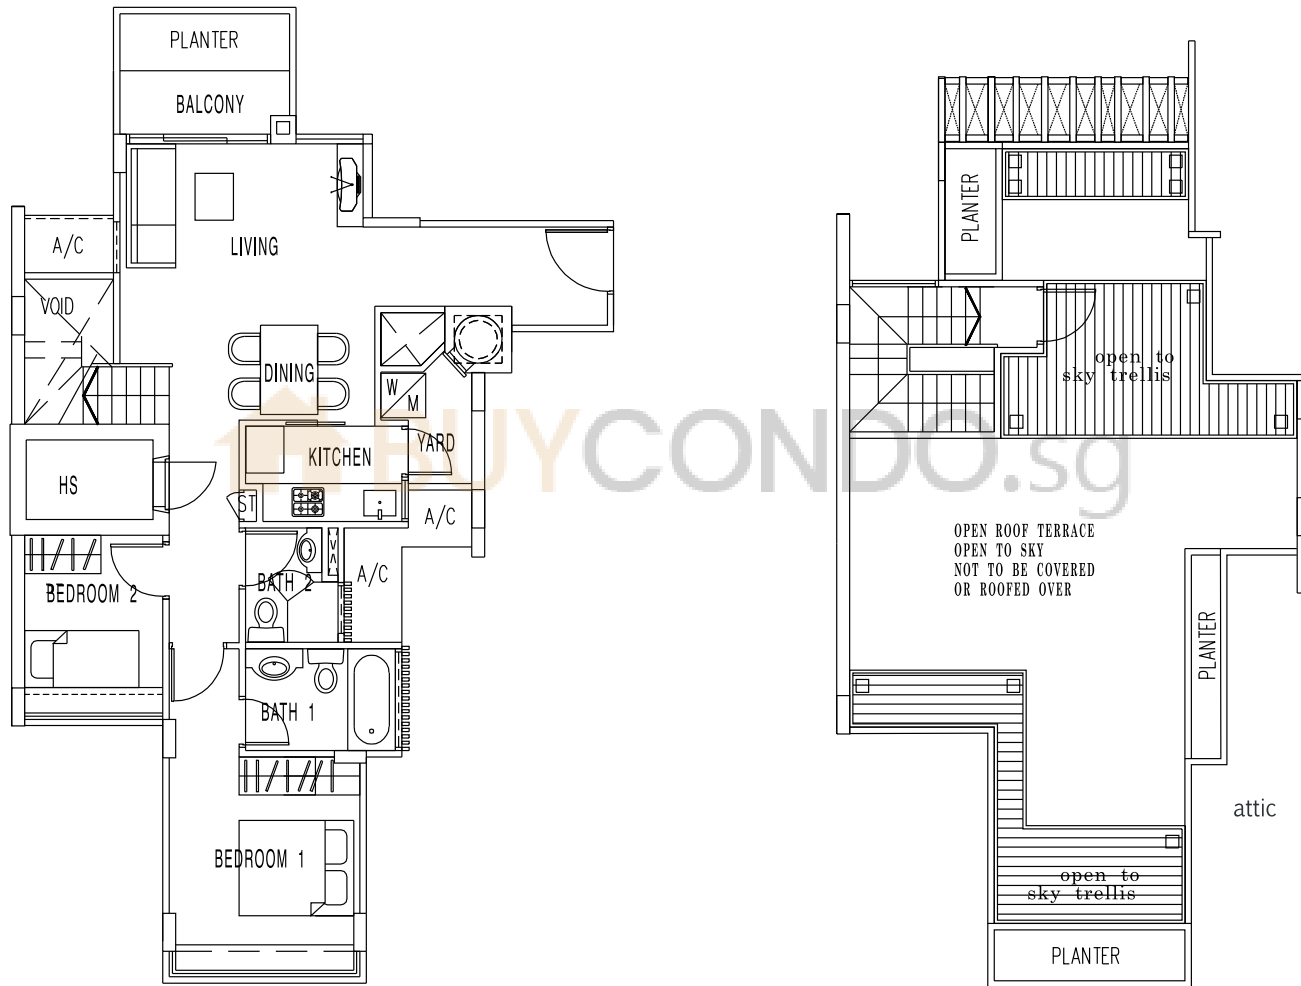 PLANTER
BALCONY
LIVING
A/C
VOID
DINING
W
M
KITCHEN
YARD
HS
ST
A/C
BATH 2
A/C
BEDROOM 2
BATH 1
BEDROOM 1
BUYCONDO.sg
PLANTER
open to
sky trellis
OPEN ROOF TERRACE
OPEN TO SKY
NOT TO BE COVERED
OR ROOFED OVER
PLANTER
attic
open to
sky trellis
PLANTER